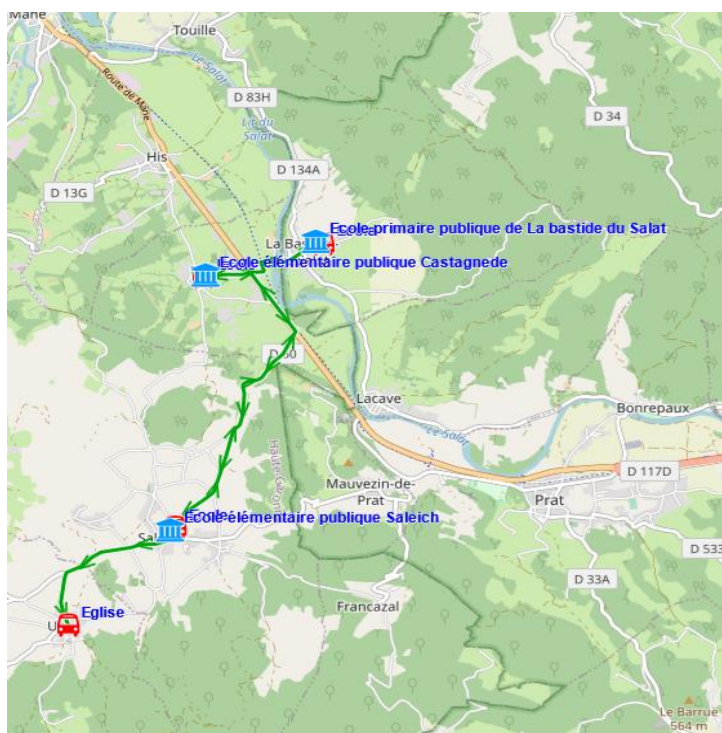 Mane
Touille
Le Salat
Route de Mane
D 83H
Lit du
Salat
D 34
His
D 134A
D 13G
Ecole primaire publique de La bastide du Salat
La Ba
Ecole élémentaire publique Castagnede
D 60
Lacave
Bonrepaux
Le Salat
D 117D
Haute-Garonne
Mauvezin-de-
Prat
Prat
Ecole élémentaire publique Saleich
D 533
D 33A
Francazal
Eglise
Le Barrue
564 m